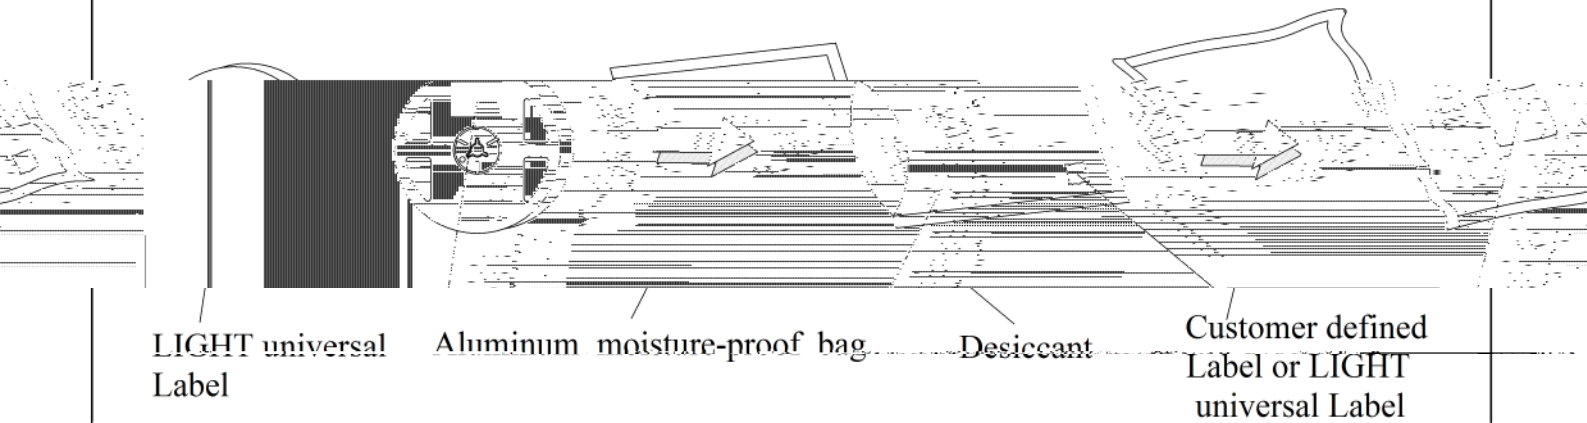 LIGHT universal
Label
Aluminum moisture-proof bag
Desiccant
Customer defined
Label or LIGHT
universal Label